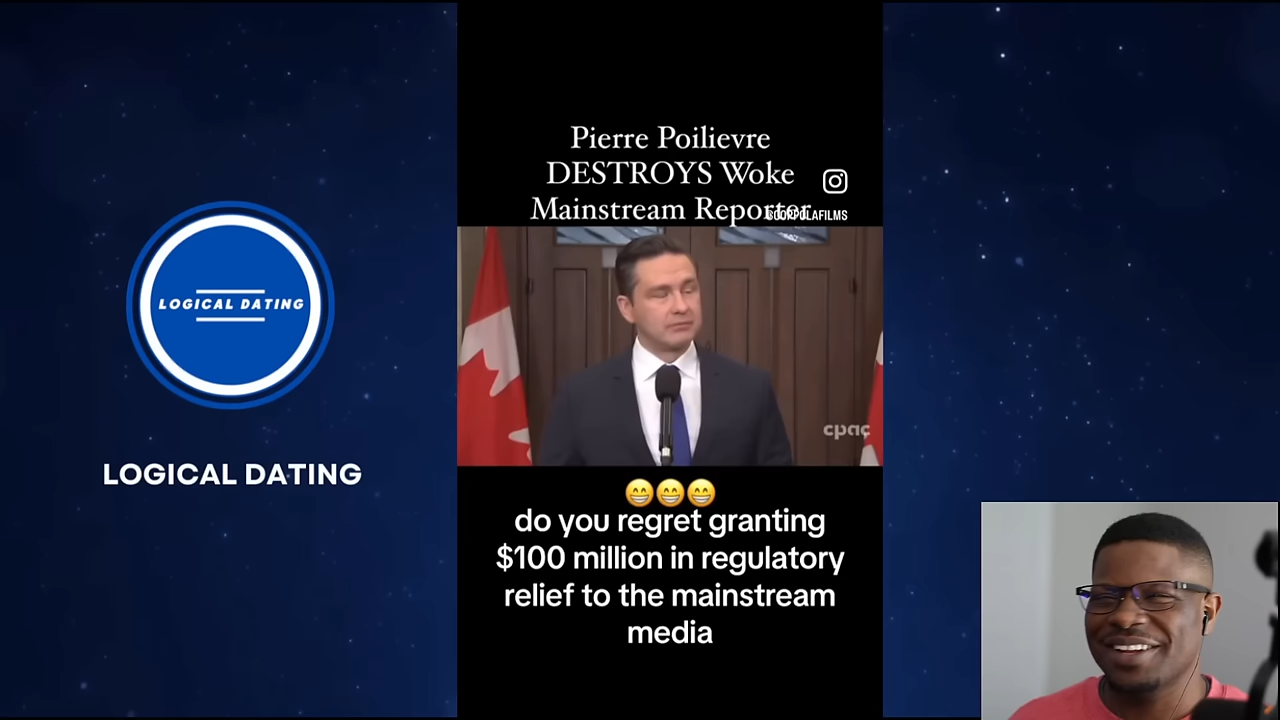 Pierre Poilievre
DESTROYS Woke
Mainstream Reporter
@COPPOLAFILMS
cpac
LOGICAL DATING
LOGICAL DATING
😁😁😁
do you regret granting
$100 million in regulatory
relief to the mainstream
media